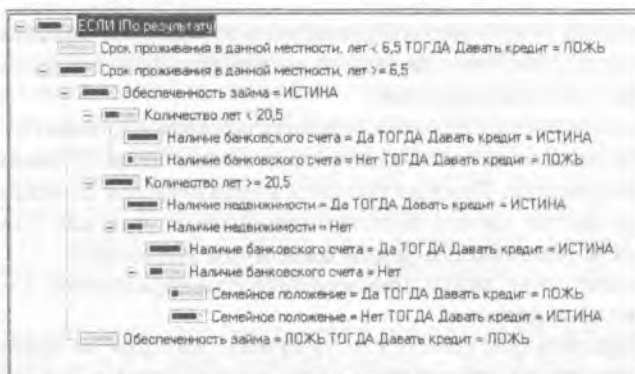 ЕСЛИ (По результату)
Срок проживания в данной местности, лет < 6,5 ТОГДА Давать кредит = ЛОЖЬ
Срок проживания в данной местности, лет >= 6,5
Обеспеченность займа = ИСТИНА
Количество лет < 20,5
Наличие банковского счета = Да ТОГДА Давать кредит = ИСТИНА
Наличие банковского счета = Нет ТОГДА Давать кредит = ЛОЖЬ
Количество лет >= 20,5
Наличие недвижимости = Да ТОГДА Давать кредит = ИСТИНА
Наличие недвижимости = Нет
Наличие банковского счета = Да ТОГДА Давать кредит = ИСТИНА
Наличие банковского счета = Нет
Семейное положение = Да ТОГДА Давать кредит = ЛОЖЬ
Семейное положение = Нет ТОГДА Давать кредит = ИСТИНА
Обеспеченность займа = ЛОЖЬ ТОГДА Давать кредит = ЛОЖЬ